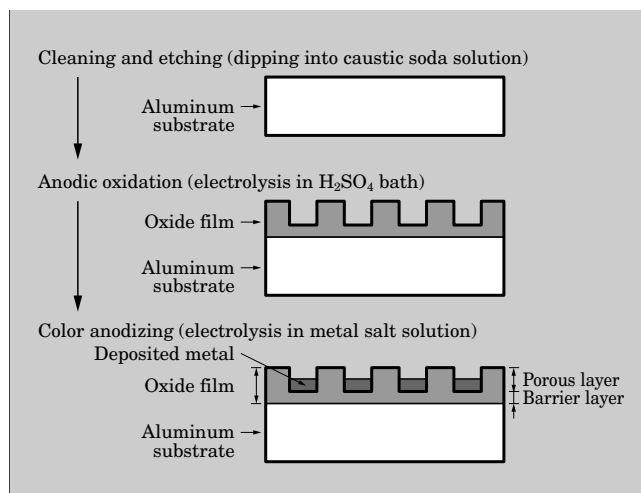 Cleaning and etching (dipping into caustic soda solution)
Aluminum
substrate
Anodic oxidation (electrolysis in H₂SO₄ bath)
Oxide film
Aluminum
substrate
Color anodizing (electrolysis in metal salt solution)
Deposited metal
Oxide film
Porous layer
Barrier layer
Aluminum
substrate